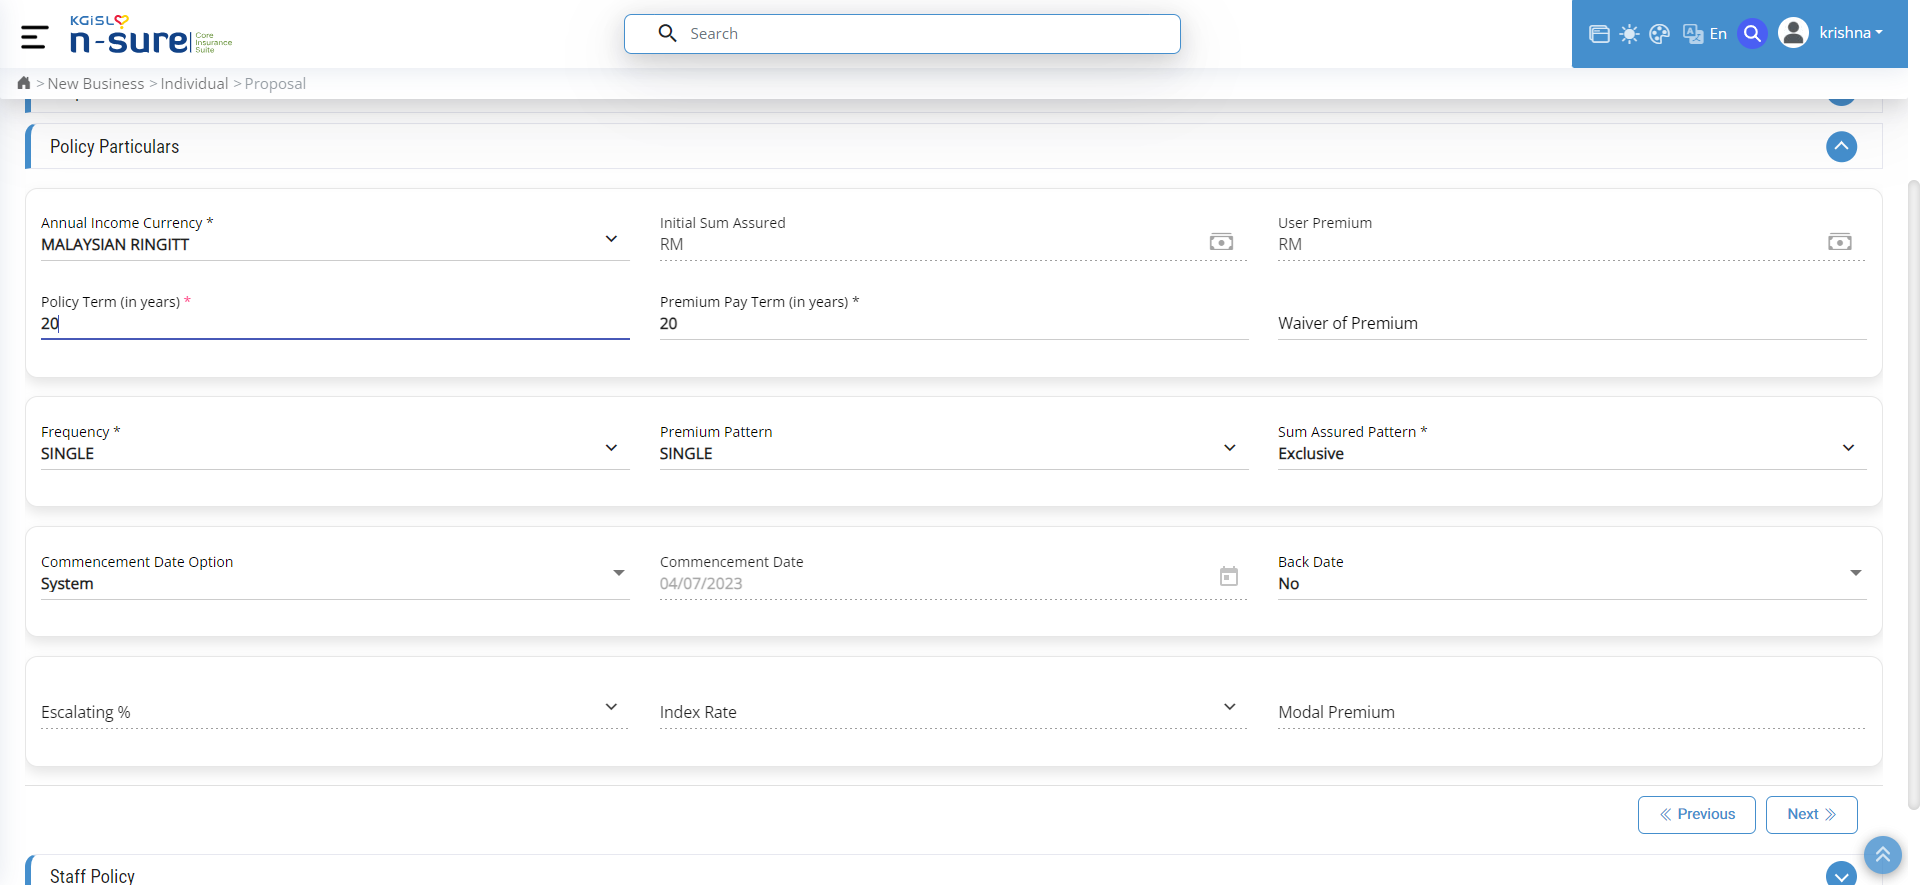 KGiSL
n-sure Core Insurance Suite
Search
En
krishna
> New Business > Individual > Proposal
Policy Particulars
Annual Income Currency *
MALAYSIAN RINGITT
Initial Sum Assured
RM
User Premium
RM
Policy Term (in years) *
20
Premium Pay Term (in years) *
20
Waiver of Premium
Frequency *
SINGLE
Premium Pattern
SINGLE
Sum Assured Pattern *
Exclusive
Commencement Date Option
System
Commencement Date
04/07/2023
Back Date
No
Escalating %
Index Rate
Modal Premium
Previous
Next
Staff Policy